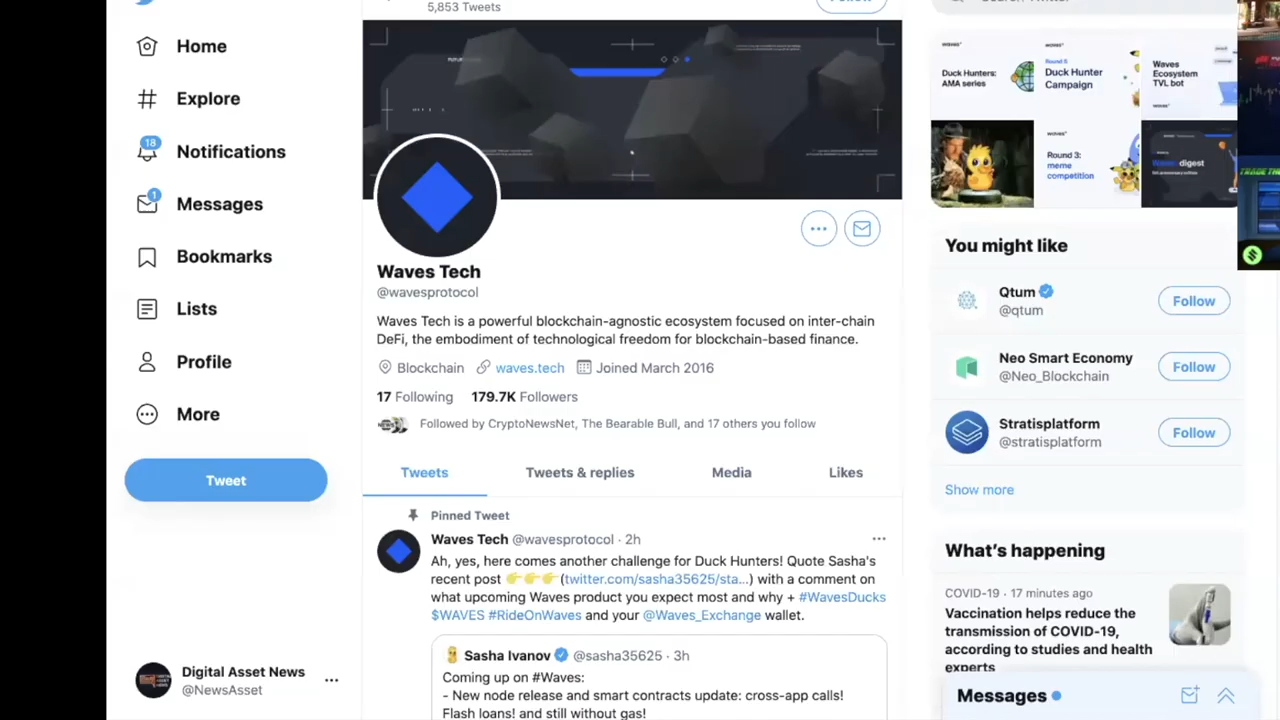 5,853 Tweets
Home
Explore
18
Notifications
1
Messages
Bookmarks
Lists
Profile
More
Tweet
Digital Asset News
@NewsAsset
Waves Tech
@wavesprotocol
Waves Tech is a powerful blockchain-agnostic ecosystem focused on inter-chain
DeFi, the embodiment of technological freedom for blockchain-based finance.
Blockchain waves.tech Joined March 2016
17 Following 179.7K Followers
Followed by CryptoNewsNet, The Bearable Bull, and 17 others you follow
Tweets Tweets & replies Media Likes
Pinned Tweet
Waves Tech @wavesprotocol · 2h
Ah, yes, here comes another challenge for Duck Hunters! Quote Sasha's
recent post 👉👉👉(twitter.com/sasha35625/sta...) with a comment on
what upcoming Waves product you expect most and why + #WavesDucks
$WAVES #RideOnWaves and your @Waves_Exchange wallet.
Sasha Ivanov @sasha35625 · 3h
Coming up on #Waves:
- New node release and smart contracts update: cross-app calls!
Flash loans! and still without gas!
Duck Hunters:
AMA series
Round 6
Duck Hunter
Campaign
Waves
Ecosystem
TVL bot
Round 3:
meme
competition
Waves digest
You might like
Qtum
@qtum
Follow
Neo Smart Economy
@Neo_Blockchain
Follow
Stratisplatform
@stratisplatform
Follow
Show more
What's happening
COVID-19 · 17 minutes ago
Vaccination helps reduce the
transmission of COVID-19,
according to studies and health
experts
Messages